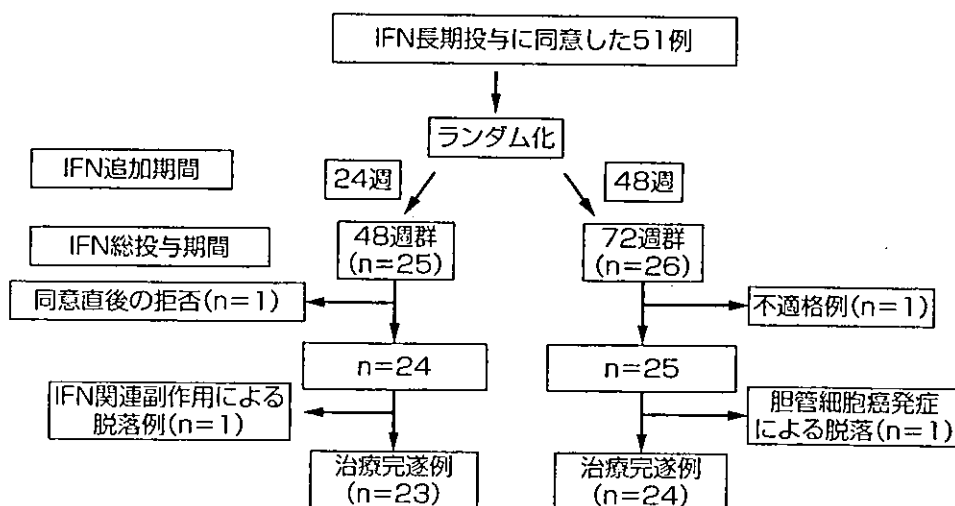 IFN長期投与に同意した51例
ランダム化
IFN追加期間
24週
48週
IFN総投与期間
48週群
(n=25)
72週群
(n=26)
同意直後の拒否(n=1)
不適格例(n=1)
n=24
n=25
IFN関連副作用による
脱落例(n=1)
胆管細胞癌発症
による脱落(n=1)
治療完遂例
(n=23)
治療完遂例
(n=24)